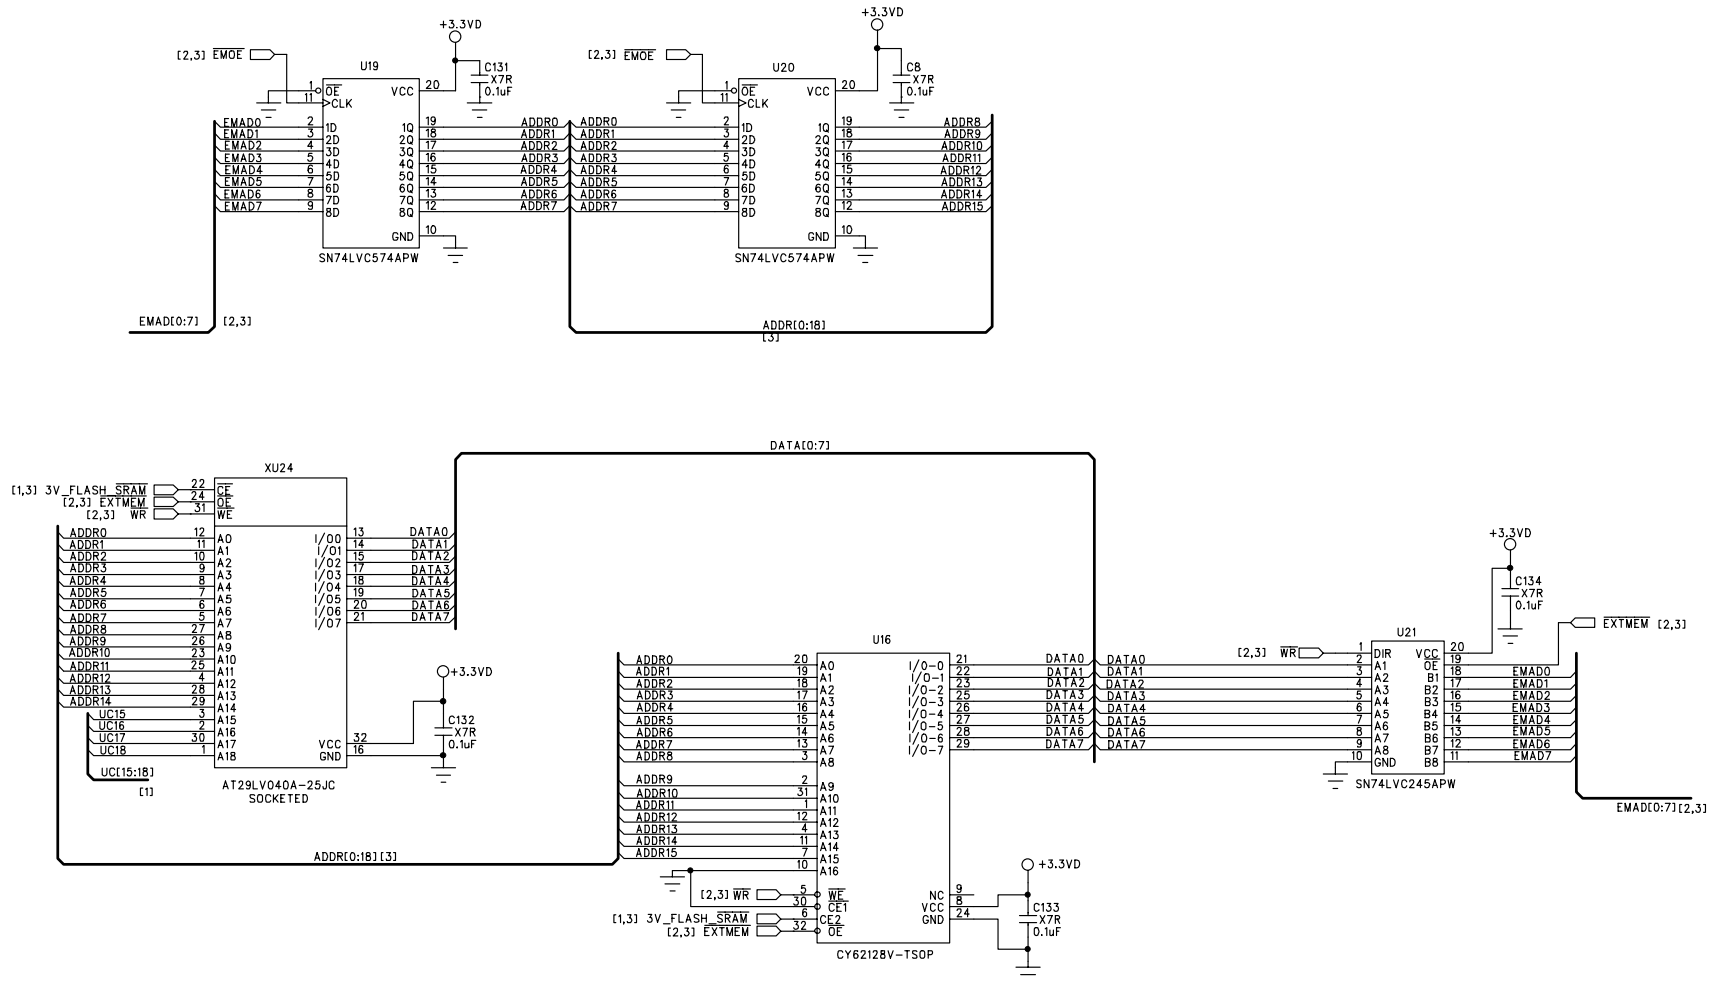 +3.3VD
+3.3VD
[2,3] EMOE
U19
C131
X7R
0.1uF
1 OE
11 CLK
VCC 20
EMAD0 2 1D 1Q 19 ADDR0
EMAD1 3 2D 2Q 18 ADDR1
EMAD2 4 3D 3Q 17 ADDR2
EMAD3 5 4D 4Q 16 ADDR3
EMAD4 6 5D 5Q 15 ADDR4
EMAD5 7 6D 6Q 14 ADDR5
EMAD6 8 7D 7Q 13 ADDR6
EMAD7 9 8D 8Q 12 ADDR7
GND 10
SN74LVC574APW
EMAD[0:7] [2,3]
[2,3] EMOE
U20
C8
X7R
0.1uF
1 OE
11 CLK
VCC 20
ADDR0 2 1D 1Q 19 ADDR8
ADDR1 3 2D 2Q 18 ADDR9
ADDR2 4 3D 3Q 17 ADDR10
ADDR3 5 4D 4Q 16 ADDR11
ADDR4 6 5D 5Q 15 ADDR12
ADDR5 7 6D 6Q 14 ADDR13
ADDR6 8 7D 7Q 13 ADDR14
ADDR7 9 8D 8Q 12 ADDR15
GND 10
SN74LVC574APW
ADDR[0:18]
[3]
DATA[0:7]
XU24
[1,3] 3V_FLASH_SRAM 22 CE
[2,3] EXTMEM 24 OE
[2,3] WR 31 WE
ADDR0 12 A0 I/O0 13 DATA0
ADDR1 11 A1 I/O1 14 DATA1
ADDR2 10 A2 I/O2 15 DATA2
ADDR3 9 A3 I/O3 17 DATA3
ADDR4 8 A4 I/O4 18 DATA4
ADDR5 7 A5 I/O5 19 DATA5
ADDR6 6 A6 I/O6 20 DATA6
ADDR7 5 A7 I/O7 21 DATA7
ADDR8 27 A8
ADDR9 26 A9
ADDR10 23 A10
ADDR11 25 A11
ADDR12 4 A12
ADDR13 28 A13
ADDR14 29 A14
UC15 3 A15
UC16 2 A16
UC17 30 A17
UC18 1 A18
VCC 32
GND 16
UC[15:18]
[1]
AT29LV040A-25JC
SOCKETED
+3.3VD
C132
X7R
0.1uF
ADDR[0:18][3]
U16
ADDR0 20 A0 I/O-0 21 DATA0
ADDR1 19 A1 I/O-1 22 DATA1
ADDR2 18 A2 I/O-2 23 DATA2
ADDR3 17 A3 I/O-3 25 DATA3
ADDR4 16 A4 I/O-4 26 DATA4
ADDR5 15 A5 I/O-5 27 DATA5
ADDR6 14 A6 I/O-6 28 DATA6
ADDR7 13 A7 I/O-7 29 DATA7
ADDR8 3 A8
ADDR9 2 A9
ADDR10 31 A10
ADDR11 1 A11
ADDR12 12 A12
ADDR13 4 A13
ADDR14 11 A14
ADDR15 7 A15
10 A16
[2,3] WR 5 WE
30 CE1
[1,3] 3V_FLASH_SRAM 6 CE2
[2,3] EXTMEM 32 OE
NC 9
VCC 8
GND 24
CY62128V-TSOP
+3.3VD
C133
X7R
0.1uF
+3.3VD
C134
X7R
0.1uF
EXTMEM [2,3]
U21
[2,3] WR 1 DIR VCC 20
DATA0 2 A1 OE 19
DATA1 3 A2 B1 18 EMAD0
DATA2 4 A3 B2 17 EMAD1
DATA3 5 A4 B3 16 EMAD2
DATA4 6 A5 B4 15 EMAD3
DATA5 7 A6 B5 14 EMAD4
DATA6 8 A7 B6 13 EMAD5
DATA7 9 A8 B7 12 EMAD6
10 GND B8 11 EMAD7
SN74LVC245APW
EMAD[0:7][2,3]